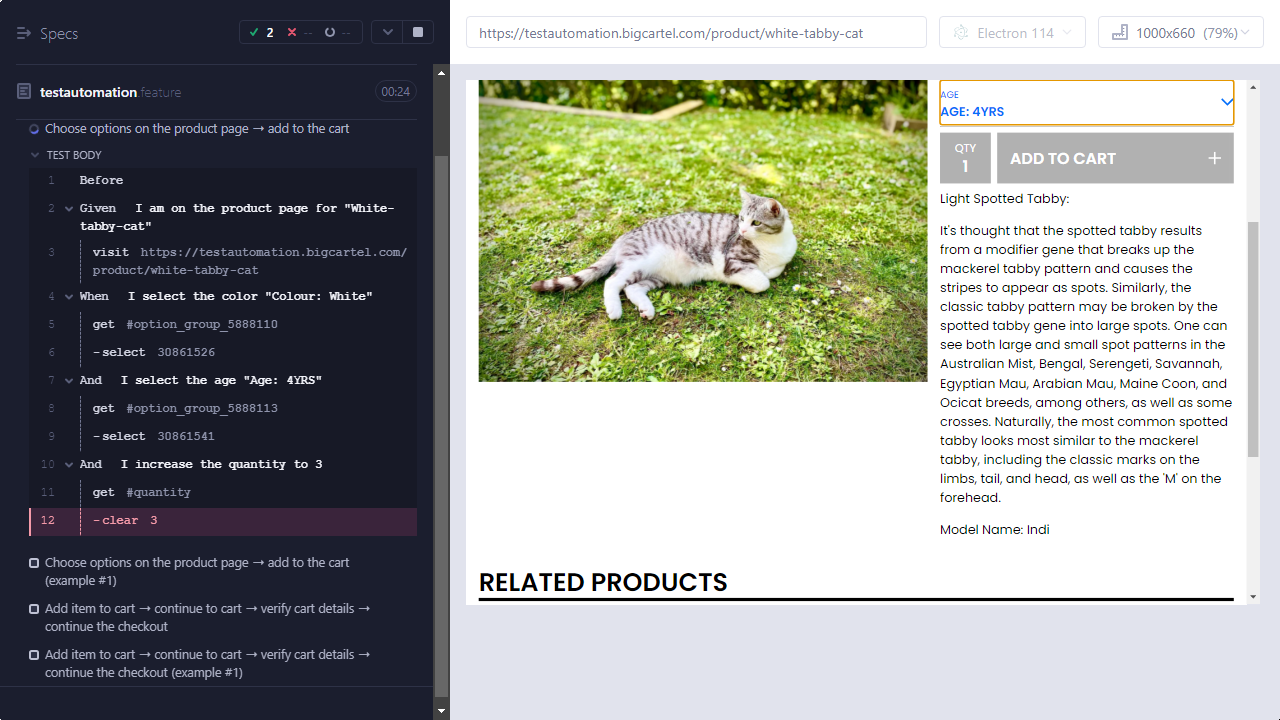 Specs
2
--
--
https://testautomation.bigcartel.com/product/white-tabby-cat
Electron 114
1000x660 (79%)
testautomation feature
00:24
Choose options on the product page → add to the cart
TEST BODY
1 Before
2 Given I am on the product page for "White-
tabby-cat"
3 visit https://testautomation.bigcartel.com/
product/white-tabby-cat
4 When I select the color "Colour: White"
5 get #option_group_5888110
6 -select 30861526
7 And I select the age "Age: 4YRS"
8 get #option_group_5888113
9 -select 30861541
10 And I increase the quantity to 3
11 get #quantity
12 -clear 3
Choose options on the product page → add to the cart
(example #1)
Add item to cart → continue to cart → verify cart details →
continue the checkout
Add item to cart → continue to cart → verify cart details →
continue the checkout (example #1)
AGE
AGE: 4YRS
QTY
1
ADD TO CART +
Light Spotted Tabby:
It's thought that the spotted tabby results
from a modifier gene that breaks up the
mackerel tabby pattern and causes the
stripes to appear as spots. Similarly, the
classic tabby pattern may be broken by the
spotted tabby gene into large spots. One can
see both large and small spot patterns in the
Australian Mist, Bengal, Serengeti, Savannah,
Egyptian Mau, Arabian Mau, Maine Coon, and
Ocicat breeds, among others, as well as some
crosses. Naturally, the most common spotted
tabby looks most similar to the mackerel
tabby, including the classic marks on the
limbs, tail, and head, as well as the 'M' on the
forehead.
Model Name: Indi
RELATED PRODUCTS